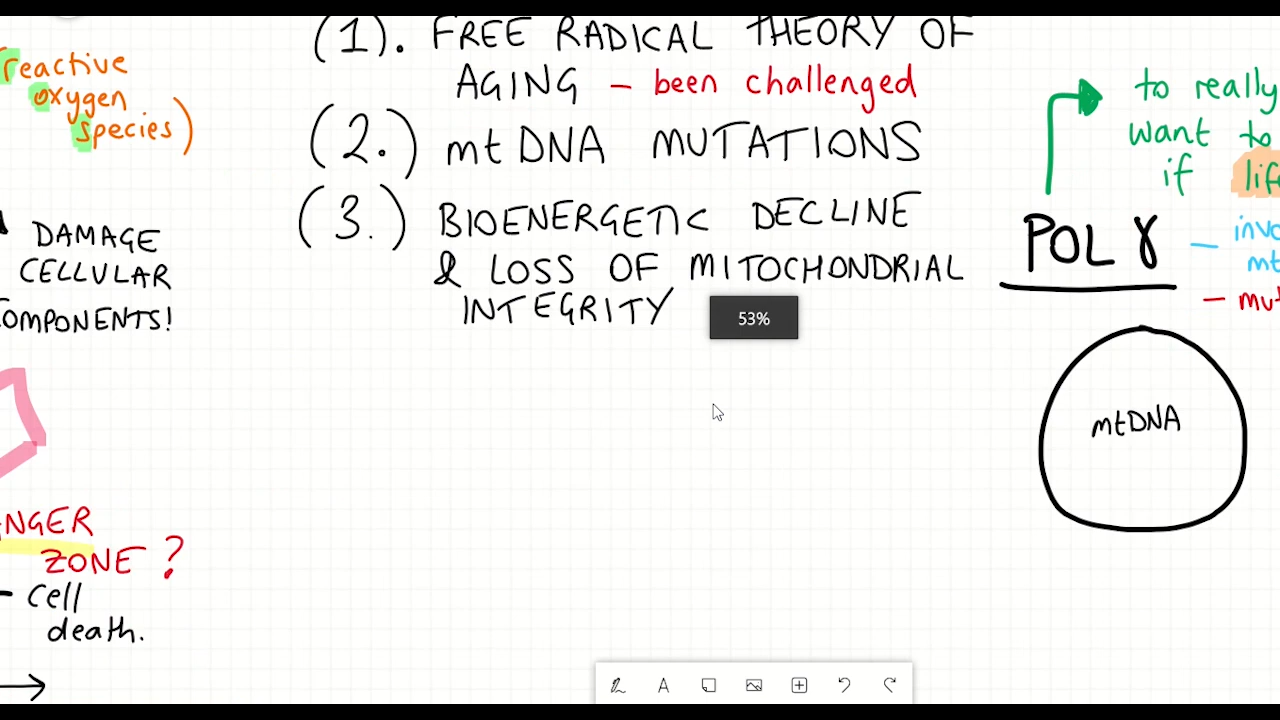 reactive
oxygen
species)
DAMAGE
CELLULAR
COMPONENTS!
ZONE ?
- cell
death.
(1). FREE RADICAL THEORY OF
AGING - been challenged
(2.) mtDNA MUTATIONS
(3.) BIOENERGETIC DECLINE
& LOSS OF MITOCHONDRIAL
INTEGRITY
53%
to really
want to
if
POL γ
mtDNA
A